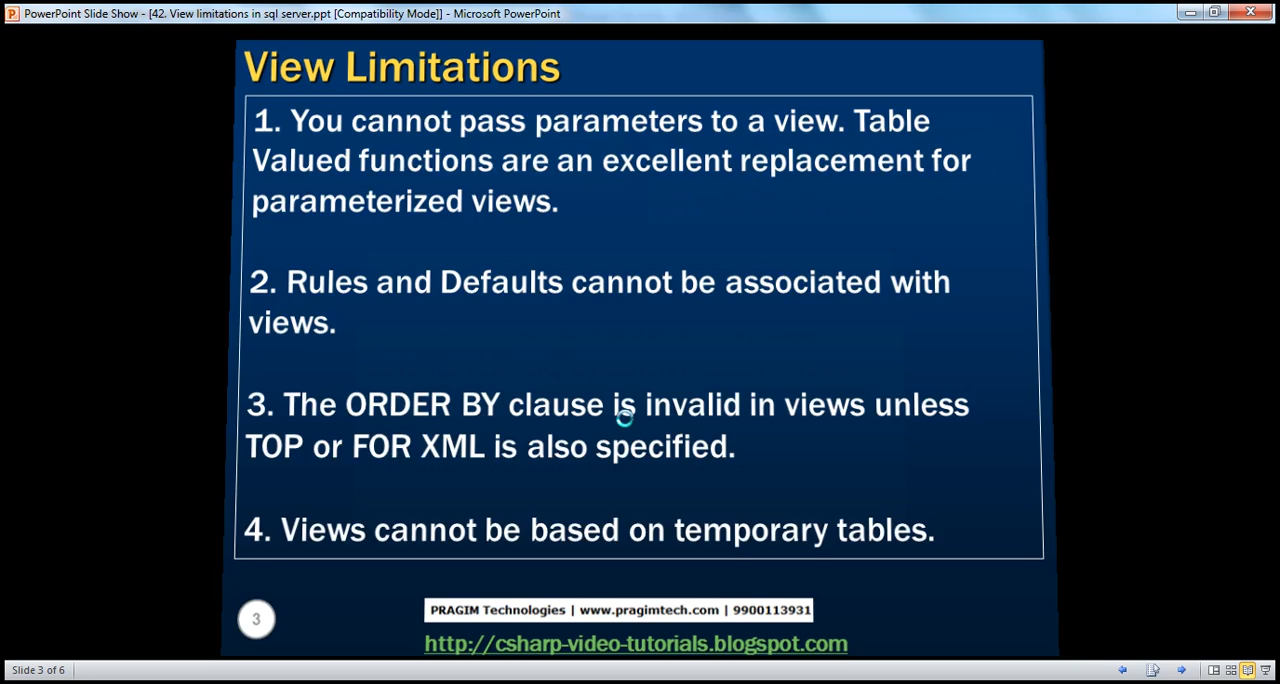 PowerPoint Slide Show - [42. View limitations in sql server.ppt [Compatibility Mode]] - Microsoft PowerPoint
View Limitations
1. You cannot pass parameters to a view. Table
Valued functions are an excellent replacement for
parameterized views.
2. Rules and Defaults cannot be associated with
views.
3. The ORDER BY clause is invalid in views unless
TOP or FOR XML is also specified.
4. Views cannot be based on temporary tables.
3
PRAGIM Technologies | www.pragimtech.com | 9900113931
http://csharp-video-tutorials.blogspot.com
Slide 3 of 6